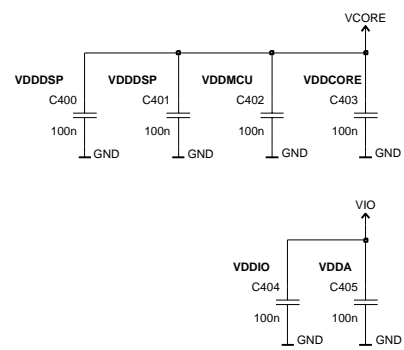 VCORE
VDDDSP VDDDSP VDDMCU VDDCORE
C400 C401 C402 C403
100n 100n 100n 100n
GND GND GND GND
VIO
VDDIO VDDA
C404 C405
100n 100n
GND GND